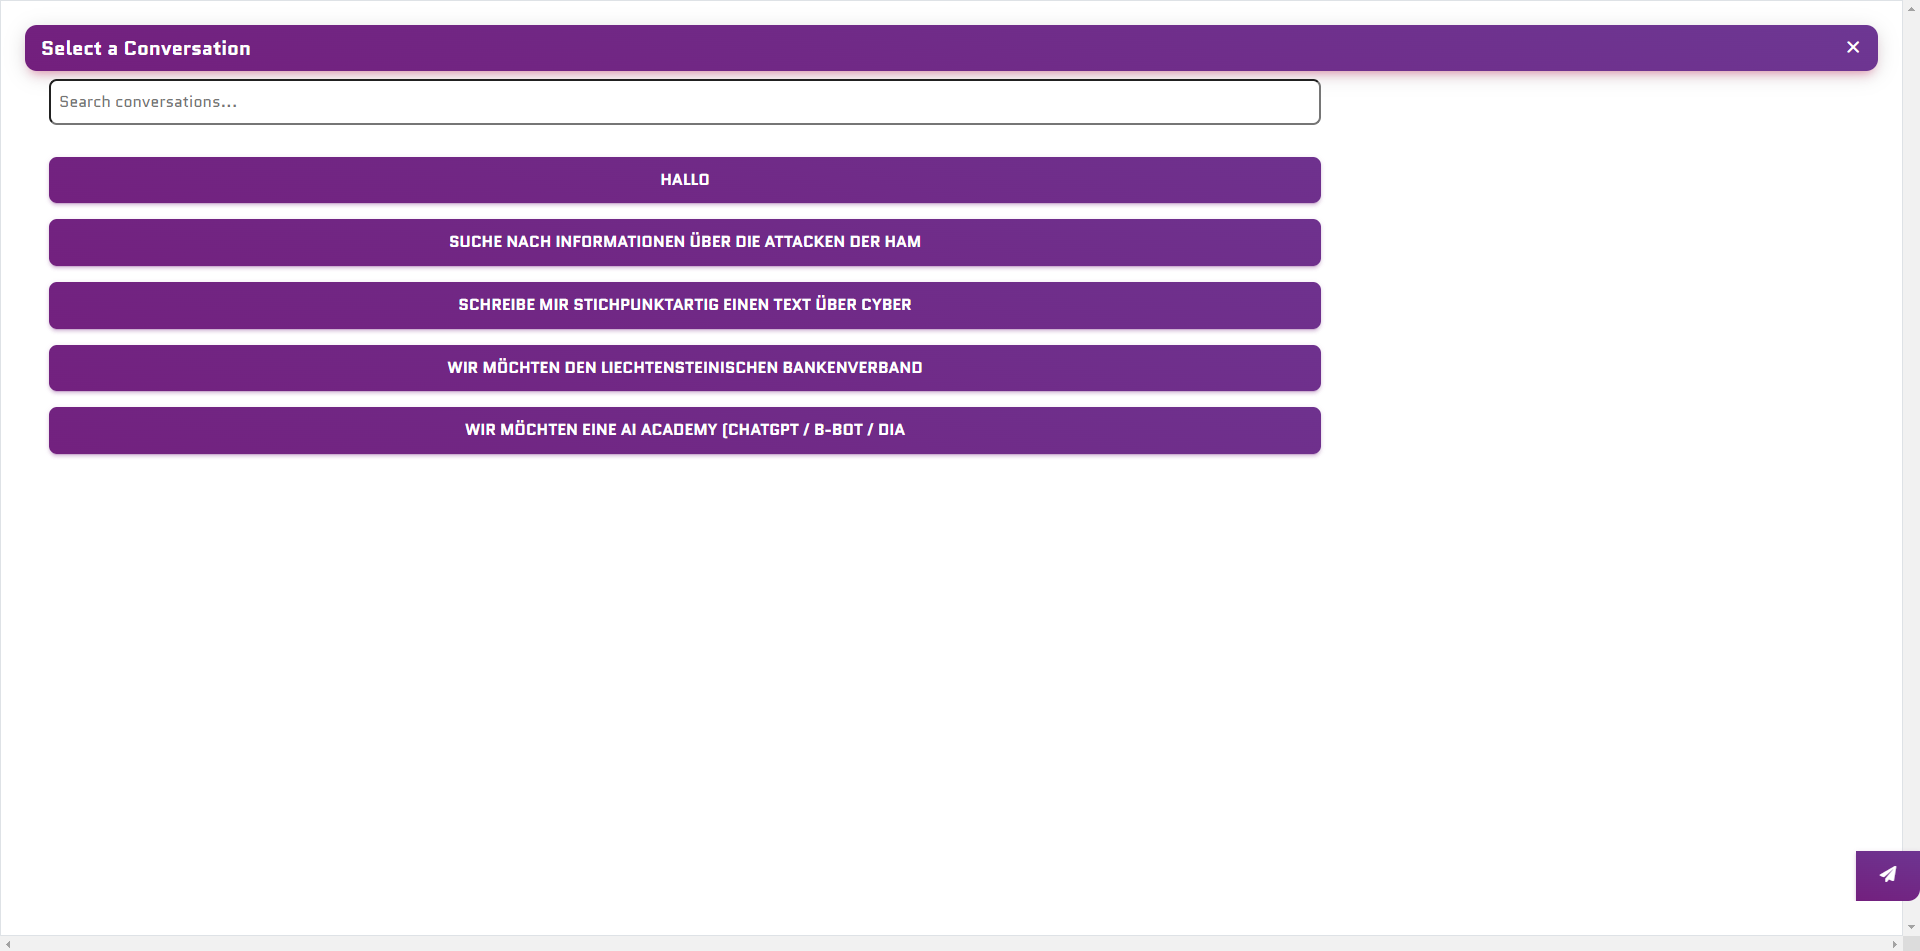 Select a Conversation
Search conversations...
HALLO
SUCHE NACH INFORMATIONEN ÜBER DIE ATTACKEN DER HAM
SCHREIBE MIR STICHPUNKTARTIG EINEN TEXT ÜBER CYBER
WIR MÖCHTEN DEN LIECHTENSTEINISCHEN BANKENVERBAND
WIR MÖCHTEN EINE AI ACADEMY (CHATGPT / B-BOT / DIA